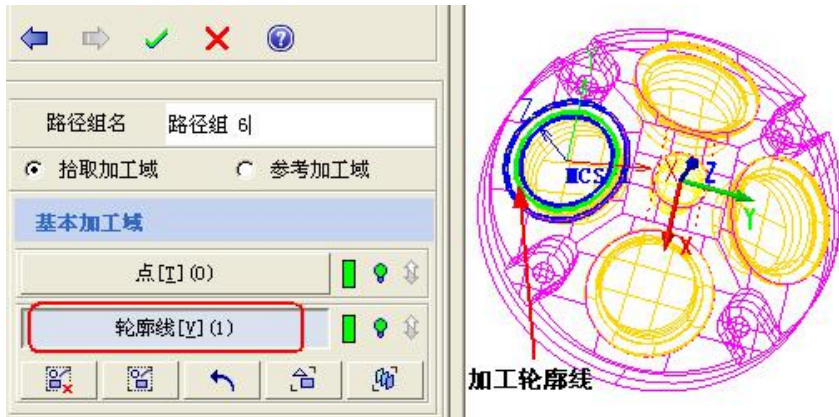 路径组名 路径组 6
拾取加工域 参考加工域
基本加工域
点[T](0)
轮廓线[V](1)
MCS
X
Z
Y
X
加工轮廓线